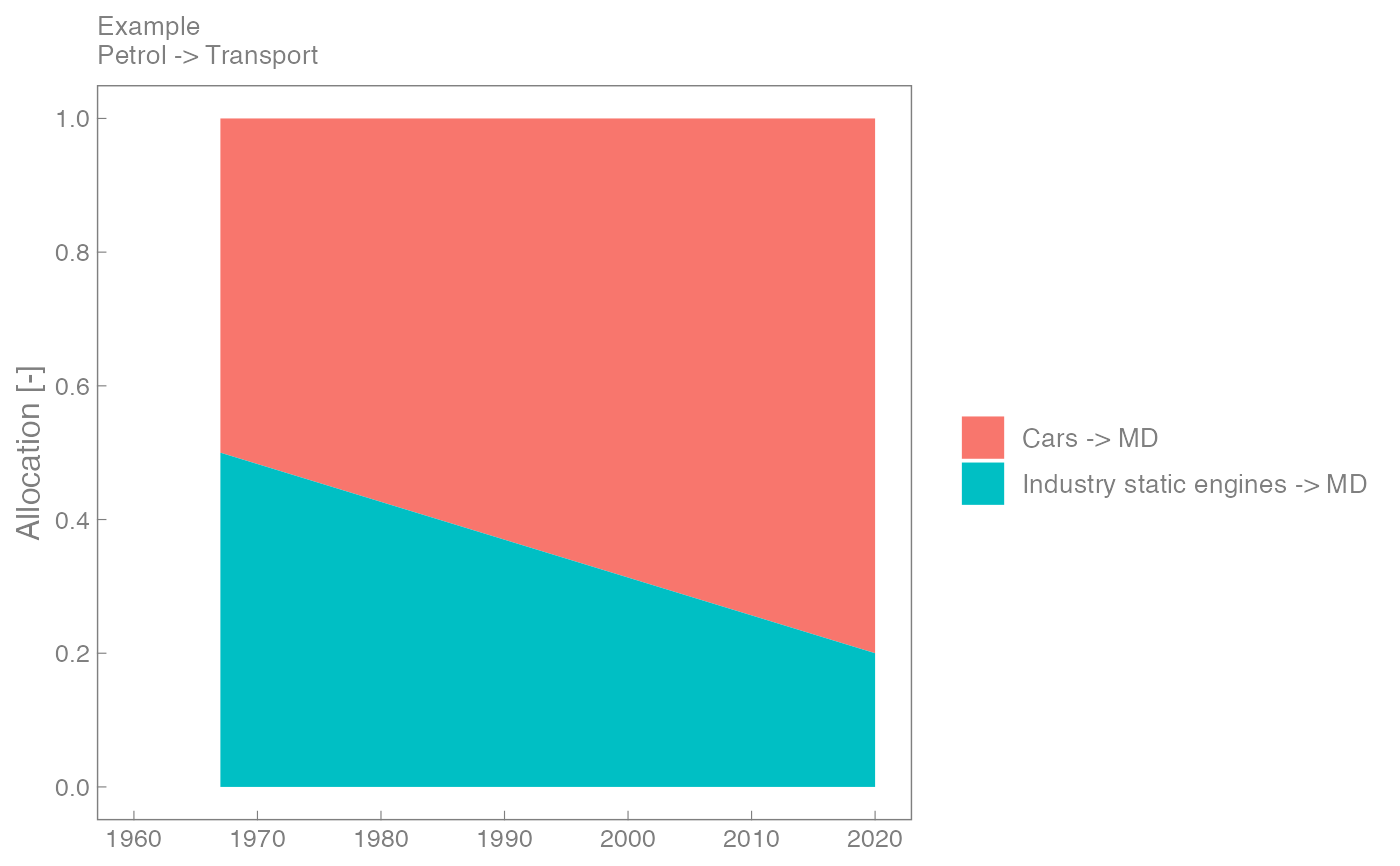 Example
Petrol -> Transport
Allocation [-]
1.0
0.8
0.6
0.4
0.2
0.0
1960 1970 1980 1990 2000 2010 2020
Cars -> MD
Industry static engines -> MD